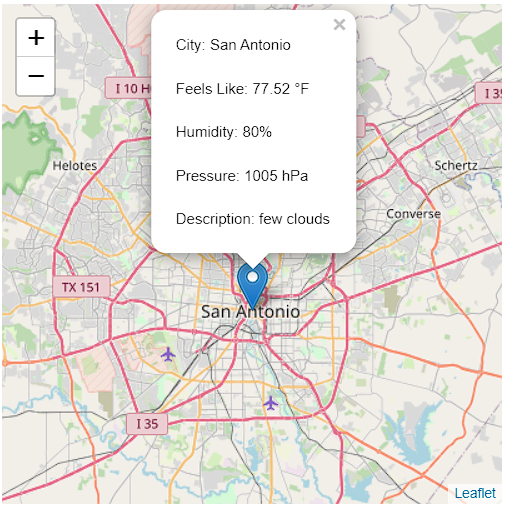 +
−
×
City: San Antonio
Feels Like: 77.52 °F
Humidity: 80%
Pressure: 1005 hPa
Description: few clouds
I 10
Helotes
Schertz
Converse
TX 151
San Antonio
I 35
Leaflet